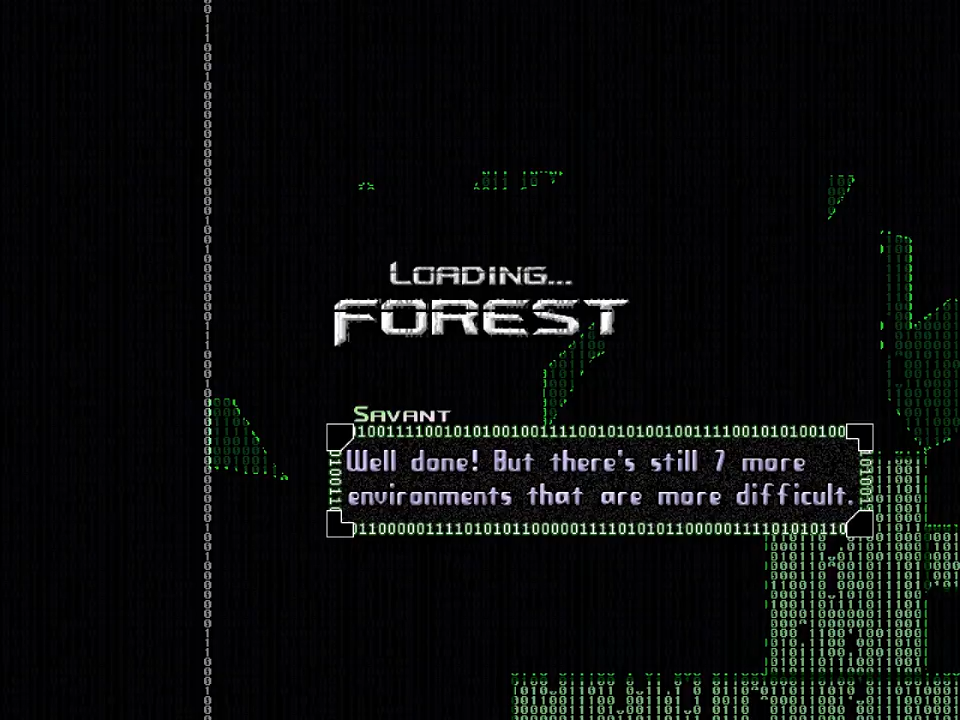 LOADING...
FOREST
SAVANT
Well done! But there's still 7 more
environments that are more difficult.